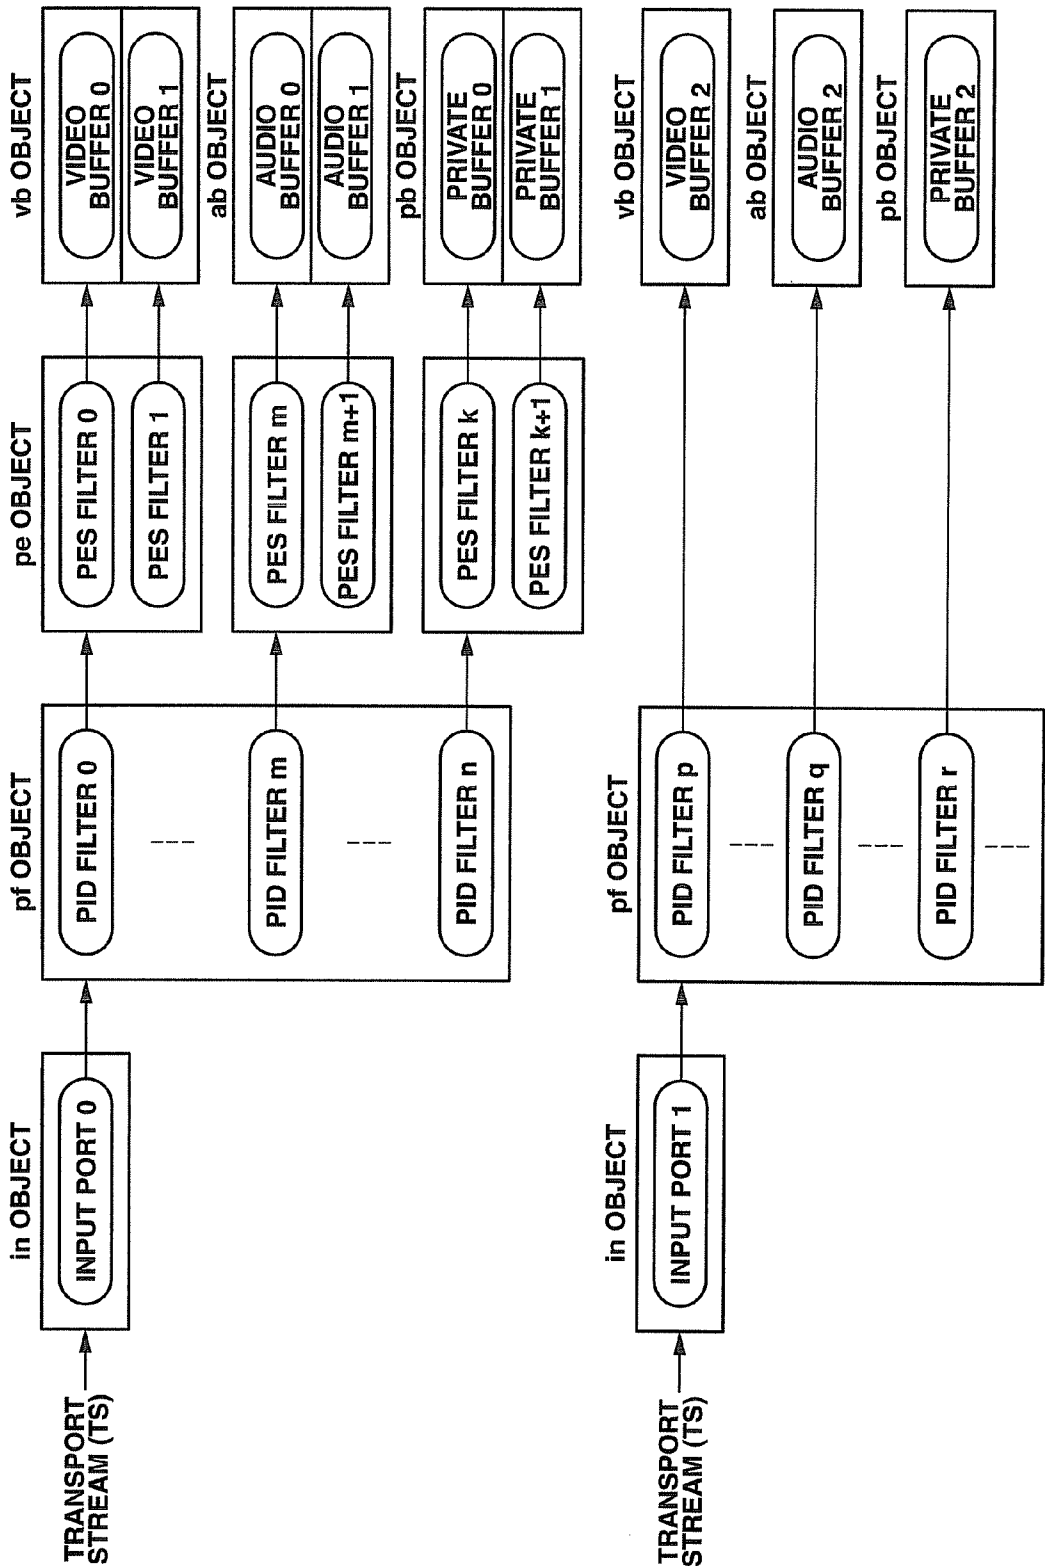 TRANSPORT
STREAM (TS)
in OBJECT
INPUT PORT 0
pf OBJECT
PID FILTER 0
PID FILTER m
PID FILTER n
pe OBJECT
PES FILTER 0
PES FILTER 1
PES FILTER m
PES FILTER m+1
PES FILTER k
PES FILTER k+1
vb OBJECT
VIDEO
BUFFER 0
VIDEO
BUFFER 1
ab OBJECT
AUDIO
BUFFER 0
AUDIO
BUFFER 1
pb OBJECT
PRIVATE
BUFFER 0
PRIVATE
BUFFER 1
TRANSPORT
STREAM (TS)
in OBJECT
INPUT PORT 1
pf OBJECT
PID FILTER p
PID FILTER q
PID FILTER r
vb OBJECT
VIDEO
BUFFER 2
ab OBJECT
AUDIO
BUFFER 2
pb OBJECT
PRIVATE
BUFFER 2